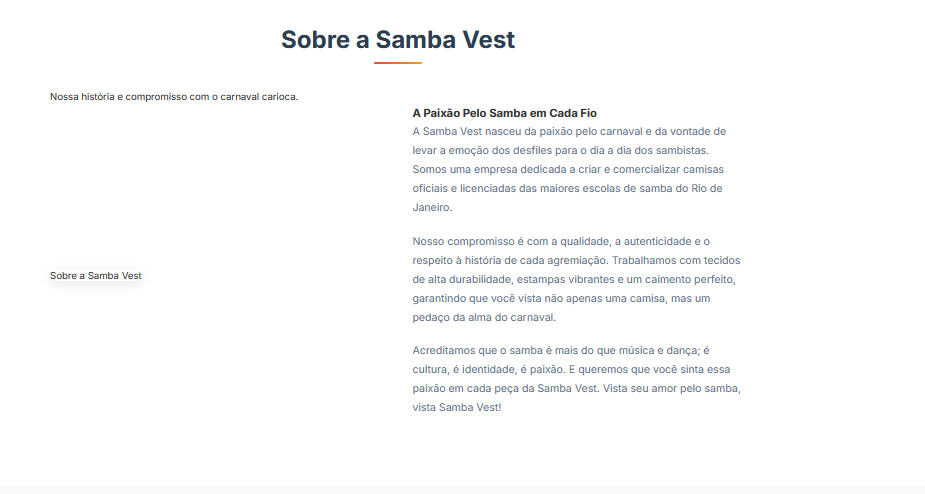 Sobre a Samba Vest
Nossa história e compromisso com o carnaval carioca.
Sobre a Samba Vest
A Paixão Pelo Samba em Cada Fio
A Samba Vest nasceu da paixão pelo carnaval e da vontade de
levar a emoção dos desfiles para o dia a dia dos sambistas.
Somos uma empresa dedicada a criar e comercializar camisas
oficiais e licenciadas das maiores escolas de samba do Rio de
Janeiro.
Nosso compromisso é com a qualidade, a autenticidade e o
respeito à história de cada agremiação. Trabalhamos com tecidos
de alta durabilidade, estampas vibrantes e um caimento perfeito,
garantindo que você vista não apenas uma camisa, mas um
pedaço da alma do carnaval.
Acreditamos que o samba é mais do que música e dança; é
cultura, é identidade, é paixão. E queremos que você sinta essa
paixão em cada peça da Samba Vest. Vista seu amor pelo samba,
vista Samba Vest!